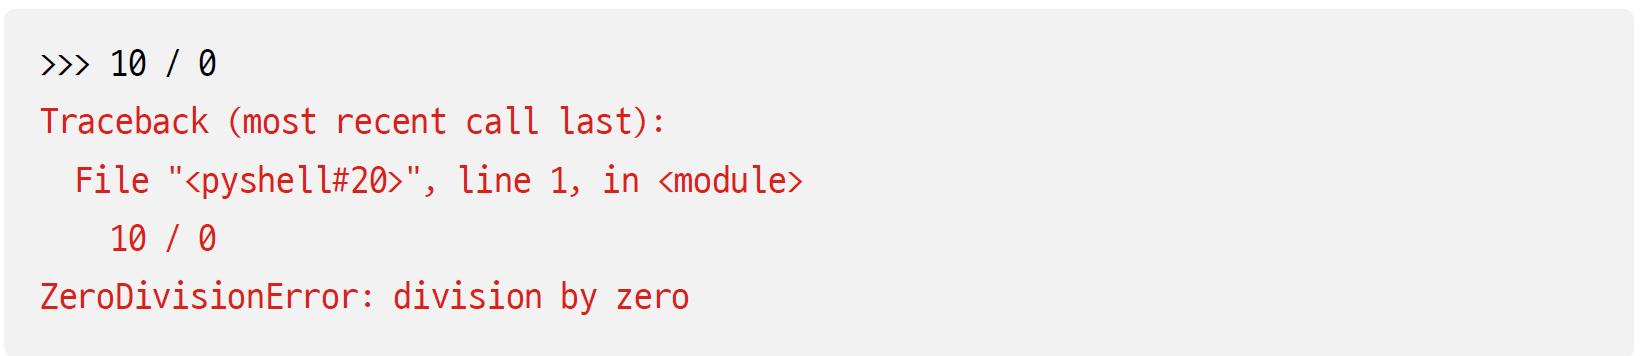 >>> 10 / 0
Traceback (most recent call last):
  File "<pyshell#20>", line 1, in <module>
    10 / 0
ZeroDivisionError: division by zero